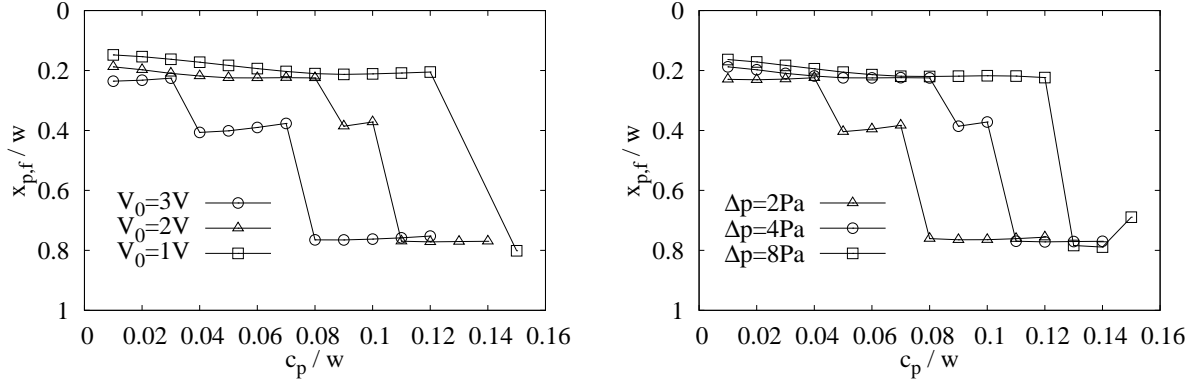 0
0.2
0.4
0.6
0.8
1
x_{p,f} / w
0 0.02 0.04 0.06 0.08 0.1 0.12 0.14 0.16
c_p / w
V_0=3V
V_0=2V
V_0=1V
0
0.2
0.4
0.6
0.8
1
x_{p,f} / w
0 0.02 0.04 0.06 0.08 0.1 0.12 0.14 0.16
c_p / w
Δp=2Pa
Δp=4Pa
Δp=8Pa